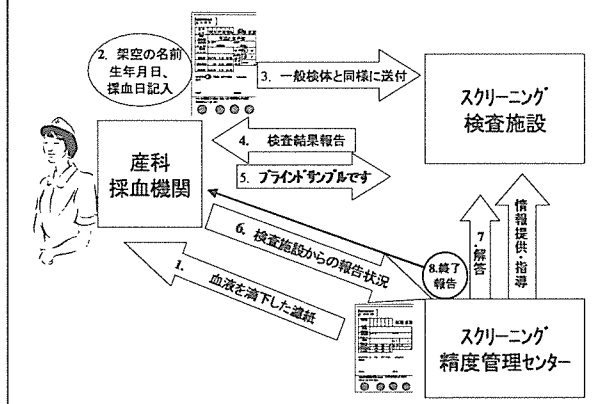 2. 架空の名前
生年月日、
採血日記入
3. 一般検体と同様に送付
スクリーニング
検査施設
4. 検査結果報告
5. ブラインドサンプルです
産科
採血機関
6. 検査施設からの報告状況
1. 血液を滴下した濾紙
8.終了
報告
7.解答
情報提供・指導
スクリーニング
精度管理センター